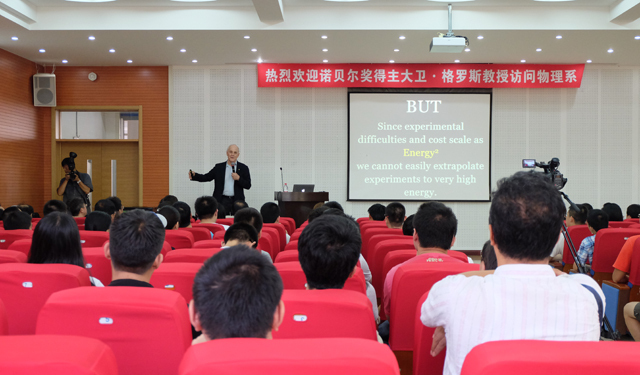 热烈欢迎诺贝尔奖得主大卫·格罗斯教授访问物理系
BUT
Since experimental
difficulties and cost scale as
Energy²
we cannot easily extrapolate
experiments to very high
energy.